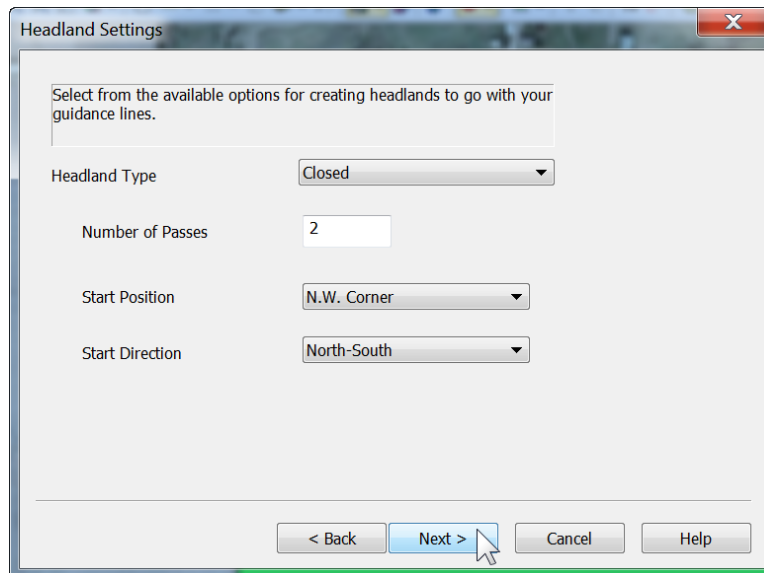 Headland Settings
Select from the available options for creating headlands to go with your
guidance lines.
Headland Type
Closed
Number of Passes
2
Start Position
N.W. Corner
Start Direction
North-South
< Back
Next >
Cancel
Help